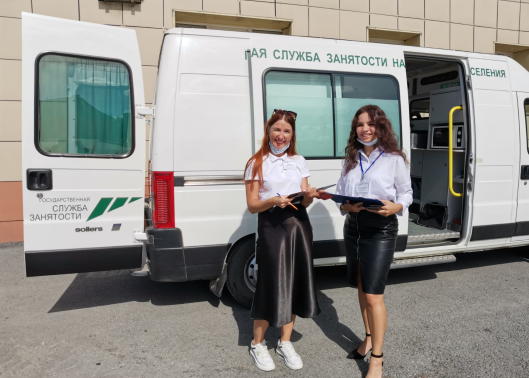 АЯ СЛУЖБА ЗАНЯТОСТИ НА
СЕЛЕНИЯ
ГОСУДАРСТВЕННАЯ
СЛУЖБА
ЗАНЯТОСТИ
sollers